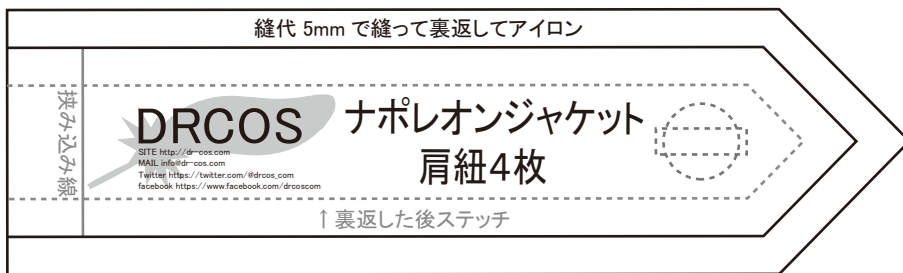 縫代 5mm で縫って裏返してアイロン
挟み込み線
DRCOS
SITE http://dr-cos.com
MAIL info@dr-cos.com
Twitter https://twitter.com/@drcos_com
facebook https://www.facebook.com/drcoscom
ナポレオンジャケット
肩紐4枚
↑裏返した後ステッチ